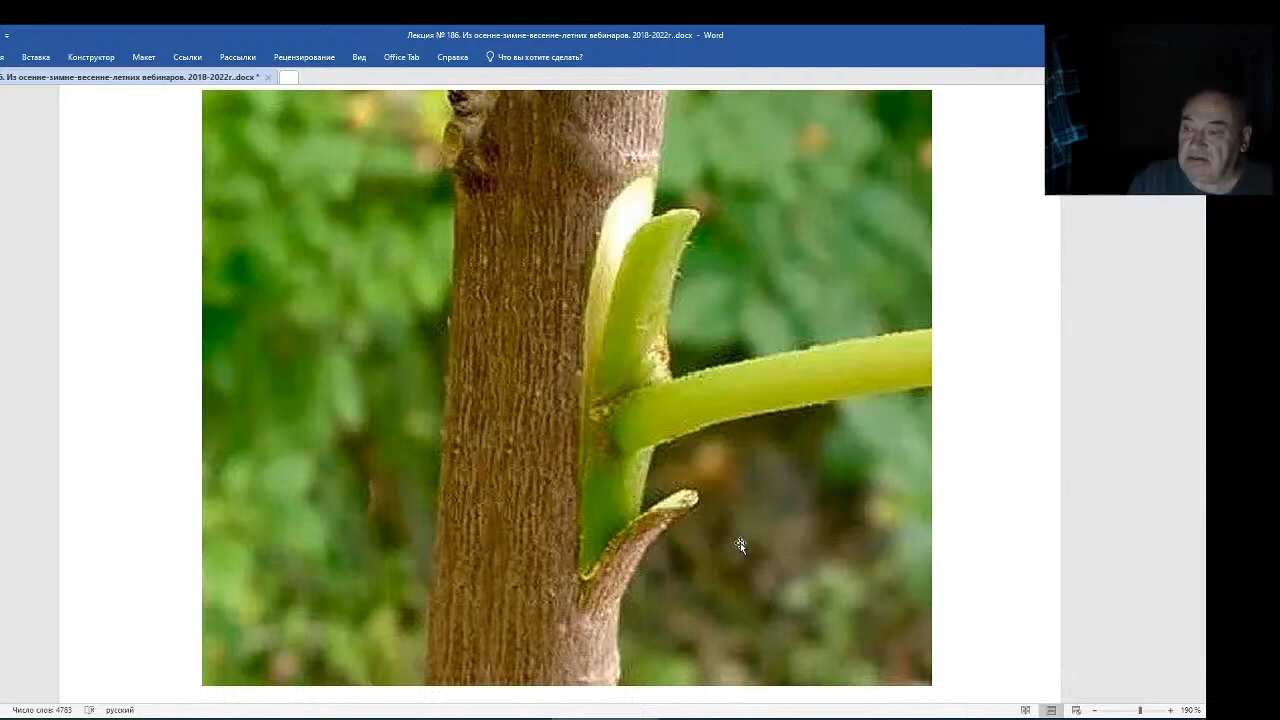 Лекция № 186. Из осенне-зимне-весенне-летних вебинаров. 2018-2022г..docx - Word
Вставка Конструктор Макет Ссылки Рассылки Рецензирование Вид Office Tab Справка Что вы хотите сделать?
6. Из осенне-зимне-весенне-летних вебинаров. 2018-2022г..docx *
Число слов: 4783 русский 190 %